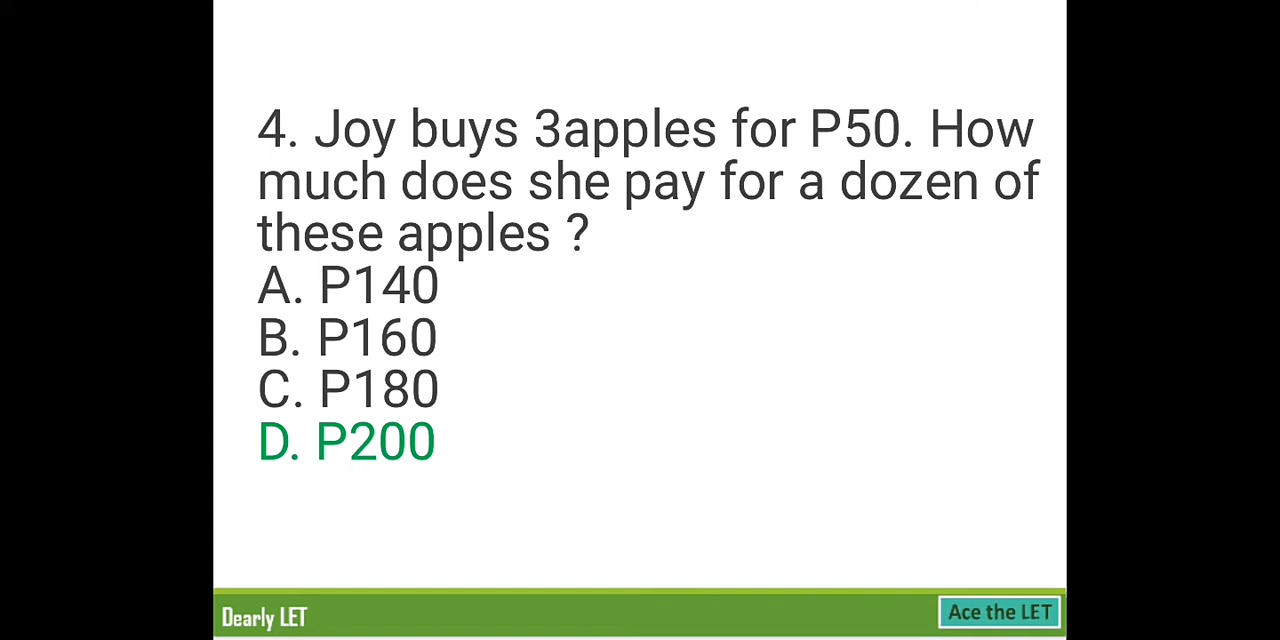 4. Joy buys 3apples for P50. How
much does she pay for a dozen of
these apples ?
A. P140
B. P160
C. P180
D. P200
Dearly LET
Ace the LET